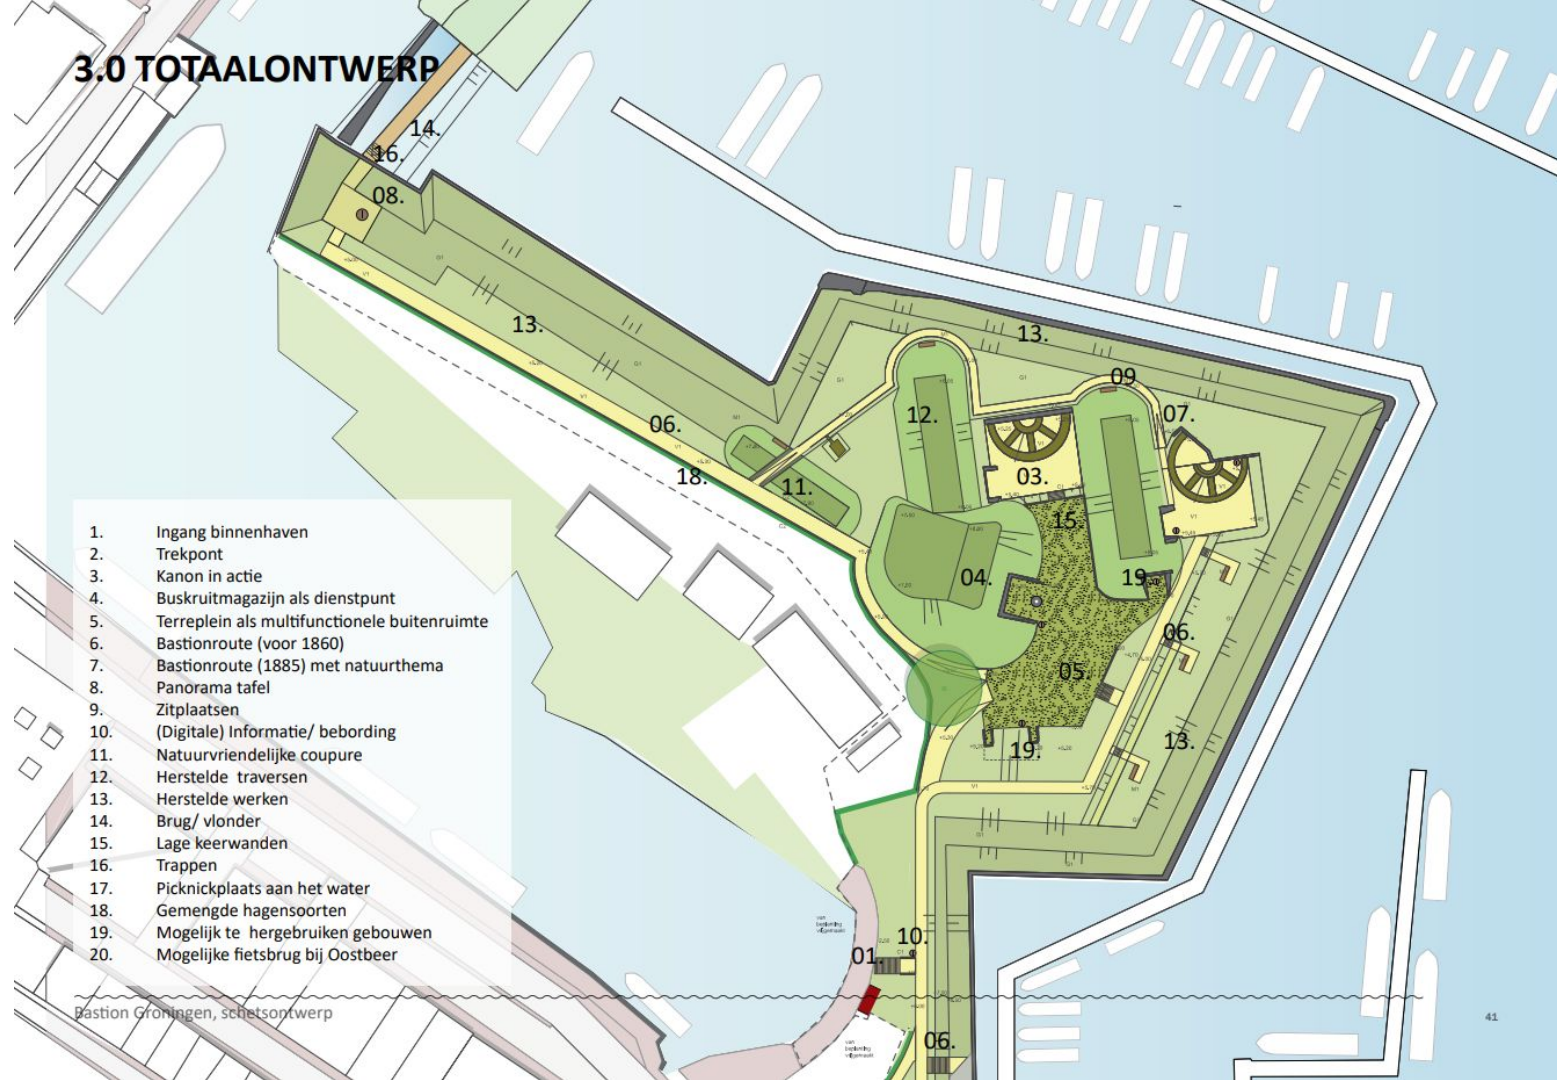 3.0 TOTAALONTWERP
14.
16.
08.
13.
13.
09
12.
07.
06.
18.
11.
03.
15.
04.
19.
06.
05.
13.
19.
10.
01.
06.
1. Ingang binnenhaven
2. Trekpont
3. Kanon in actie
4. Buskruitmagazijn als dienstpunt
5. Terreplein als multifunctionele buitenruimte
6. Bastionroute (voor 1860)
7. Bastionroute (1885) met natuurthema
8. Panorama tafel
9. Zitplaatsen
10. (Digitale) Informatie/ bebording
11. Natuurvriendelijke coupure
12. Herstelde traversen
13. Herstelde werken
14. Brug/ vlonder
15. Lage keerwanden
16. Trappen
17. Picknickplaats aan het water
18. Gemengde hagensoorten
19. Mogelijk te hergebruiken gebouwen
20. Mogelijke fietsbrug bij Oostbeer
Bastion Groningen, schetsontwerp
41